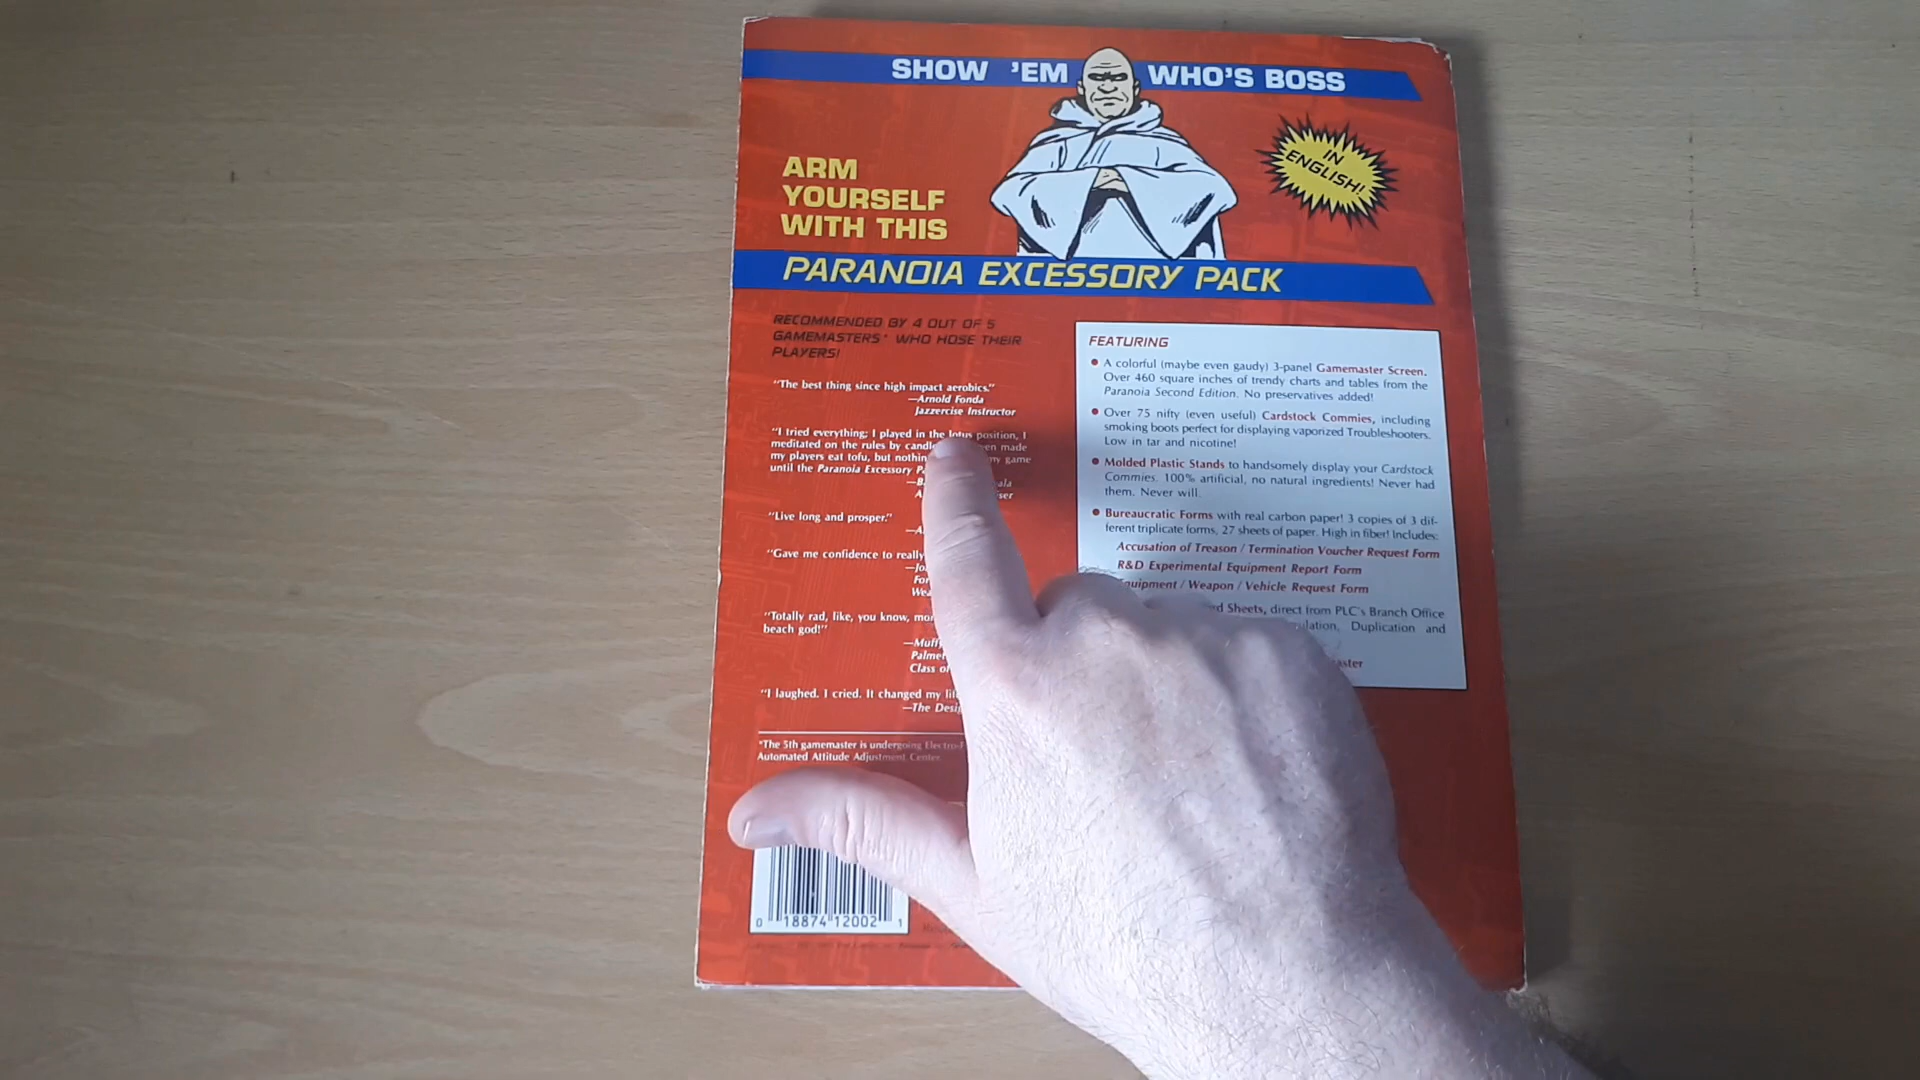 SHOW 'EM WHO'S BOSS
IN
ENGLISH!
ARM
YOURSELF
WITH THIS
PARANOIA EXCESSORY PACK
RECOMMENDED BY 4 OUT OF 5
GAMEMASTERS* WHO HOSE THEIR
PLAYERS!
"The best thing since high impact aerobics."
—Arnold Fonda
Jazzercise Instructor
"I tried everything; I played in the lotus position, I
meditated on the rules by made
my players eat tofu, but my game
until the Paranoia Excessory
"Live long and prosper."
"Gave me confidence to really
"Totally rad, like, you know,
beach god!"
Class
"I laughed. I cried. It changed my
—The
*The 5th gamemaster is undergoing
Automated Attitude Adjustment Center.
0 18874 12002 1
FEATURING
• A colorful (maybe even gaudy) 3-panel Gamemaster Screen.
Over 460 square inches of trendy charts and tables from the
Paranoia Second Edition. No preservatives added!
• Over 75 nifty (even useful) Cardstock Commies, including
smoking boots perfect for displaying vaporized Troubleshooters.
Low in tar and nicotine!
• Molded Plastic Stands to handsomely display your Cardstock
Commies. 100% artificial, no natural ingredients! Never had
them. Never will.
• Bureaucratic Forms with real carbon paper! 3 copies of 3 dif-
ferent triplicate forms, 27 sheets of paper. High in fiber! Includes:
Accusation of Treason / Termination Voucher Request Form
R&D Experimental Equipment Report Form
/ Weapon / Vehicle Request Form
Sheets, direct from PLC's Branch Office
Duplication and